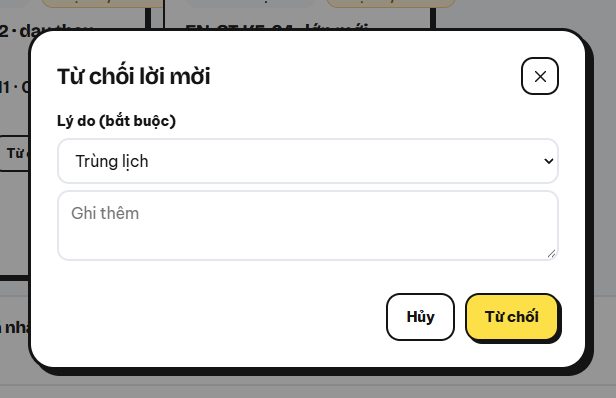 Từ chối lời mời
Lý do (bắt buộc)
Trùng lịch
Ghi thêm
Hủy
Từ chối